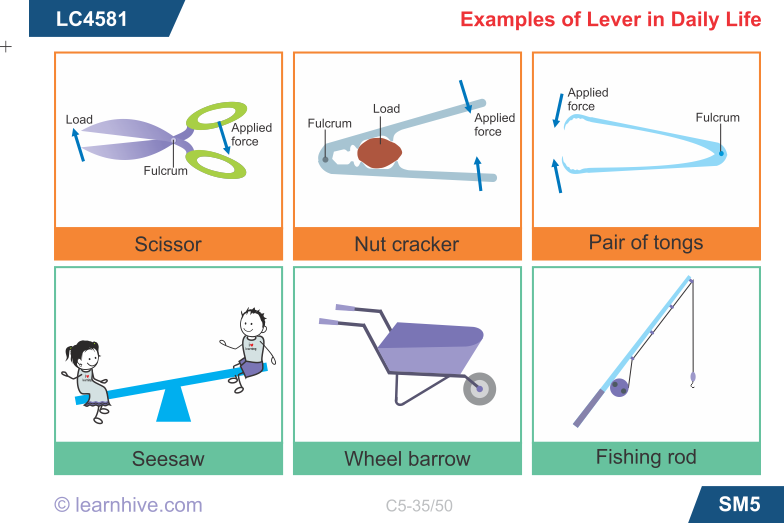 LC4581
Examples of Lever in Daily Life
Load
Applied
force
Fulcrum
Scissor
Fulcrum
Load
Applied
force
Nut cracker
Applied
force
Fulcrum
Pair of tongs
Seesaw
Wheel barrow
Fishing rod
© learnhive.com
C5-35/50
SM5